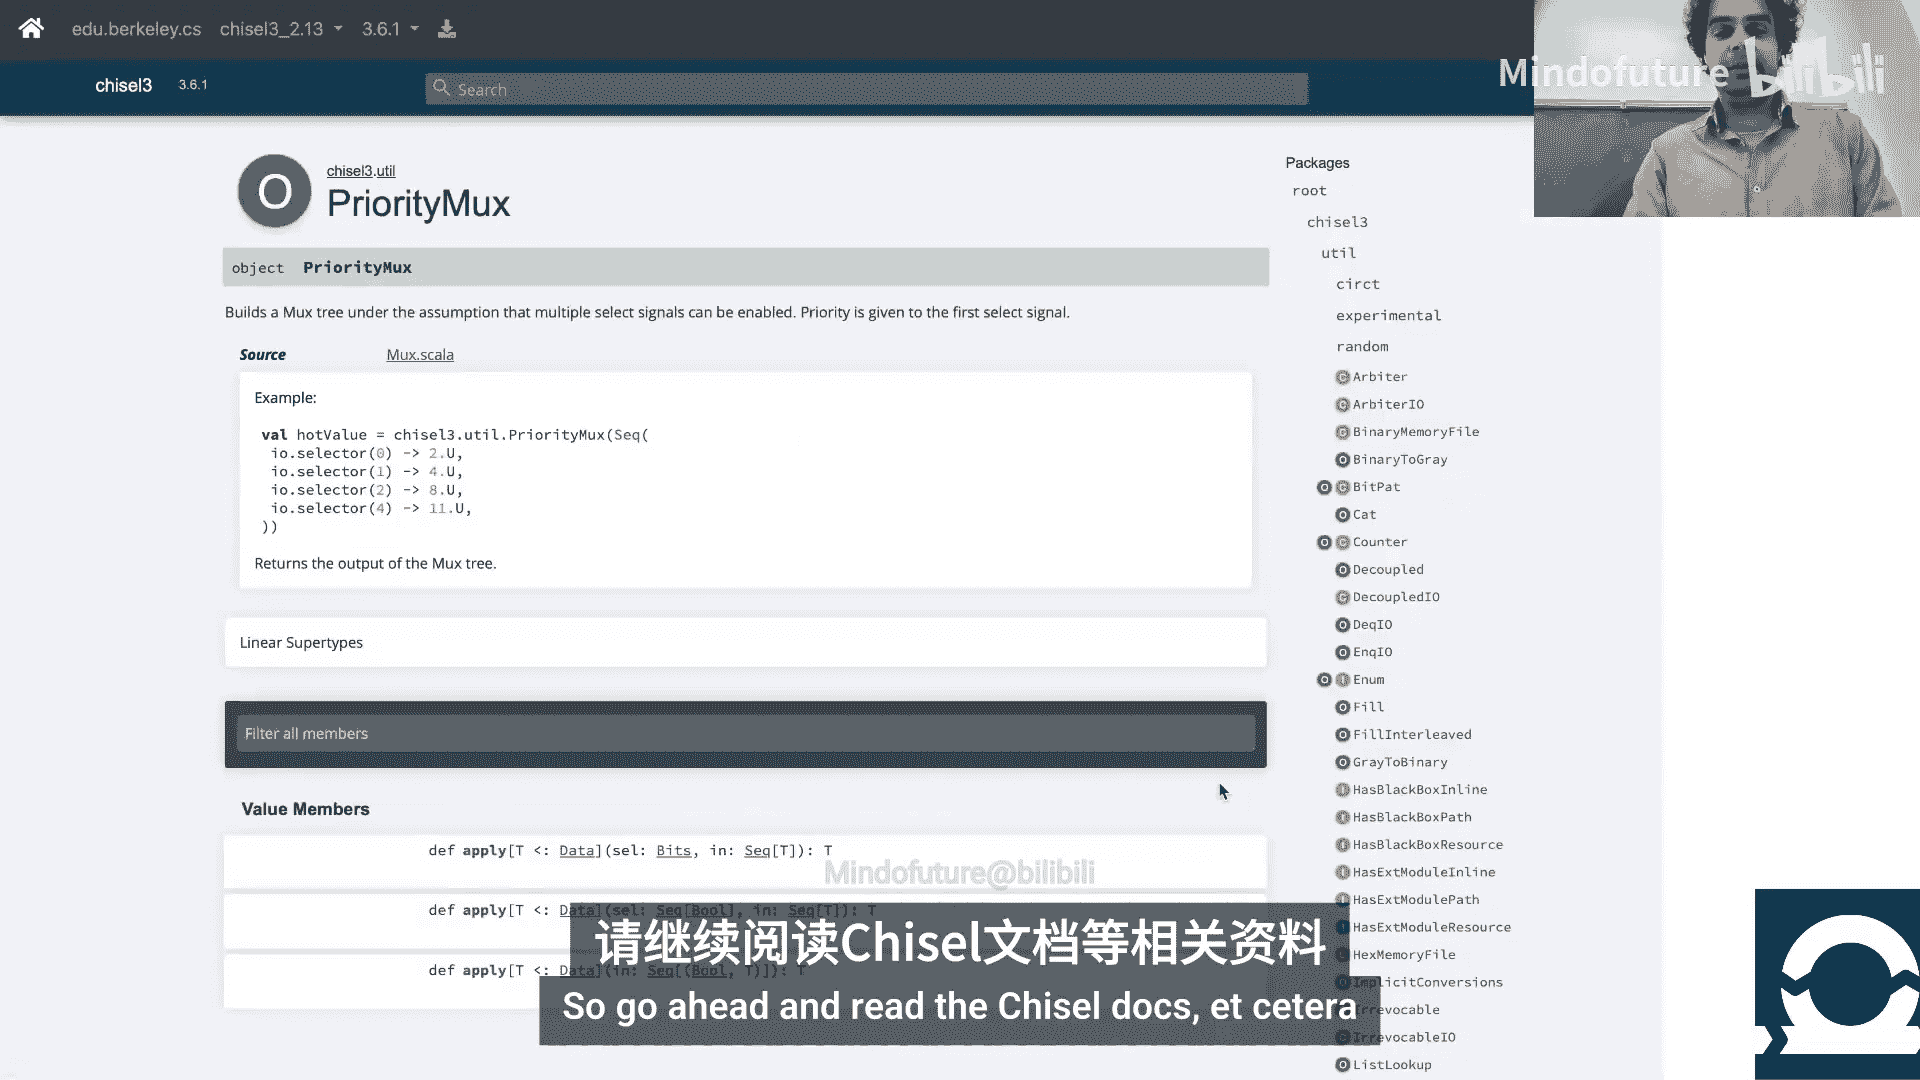 edu.berkeley.cs chisel3_2.13 3.6.1
chisel3 3.6.1 Search
Mindofuture bilibili
chisel3.util
O PriorityMux
object PriorityMux
Builds a Mux tree under the assumption that multiple select signals can be enabled. Priority is given to the first select signal.
Source Mux.scala
Example:
val hotValue = chisel3.util.PriorityMux(Seq(
io.selector(0) -> 2.U,
io.selector(1) -> 4.U,
io.selector(2) -> 8.U,
io.selector(4) -> 11.U,
))
Returns the output of the Mux tree.
Linear Supertypes
Filter all members
Value Members
def apply[T <: Data](sel: Bits, in: Seq[T]): T
def apply[T <: Data](sel: Seq[Bool], in: Seq[T]): T
def apply[T <: Data](in: Seq[(Bool, T)]): T
Mindofuture@bilibili
Packages
root
chisel3
util
circt
experimental
random
Arbiter
ArbiterIO
BinaryMemoryFile
BinaryToGray
BitPat
Cat
Counter
Decoupled
DecoupledIO
DeqIO
EnqIO
Enum
Fill
FillInterleaved
GrayToBinary
HasBlackBoxInline
HasBlackBoxPath
HasBlackBoxResource
HasExtModuleInline
HasExtModulePath
HasExtModuleResource
HexMemoryFile
ImplicitConversions
Irrevocable
IrrevocableIO
ListLookup
请继续阅读Chisel文档等相关资料
So go ahead and read the Chisel docs, et cetera